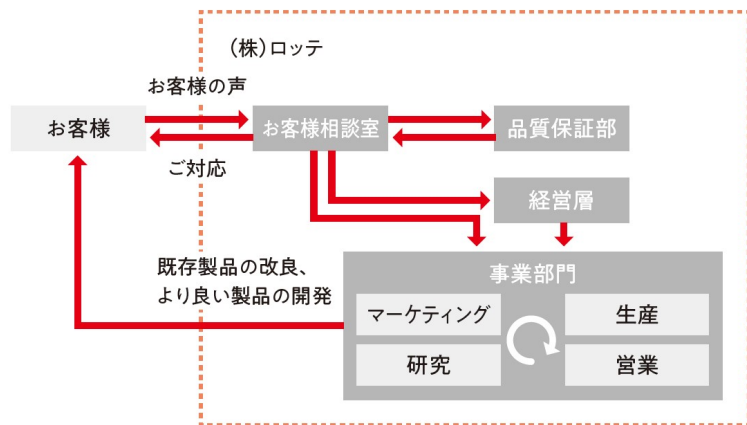 (株)ロッテ
お客様の声
お客様
お客様相談室
品質保証部
ご対応
経営層
既存製品の改良、
より良い製品の開発
事業部門
マーケティング
生産
研究
営業